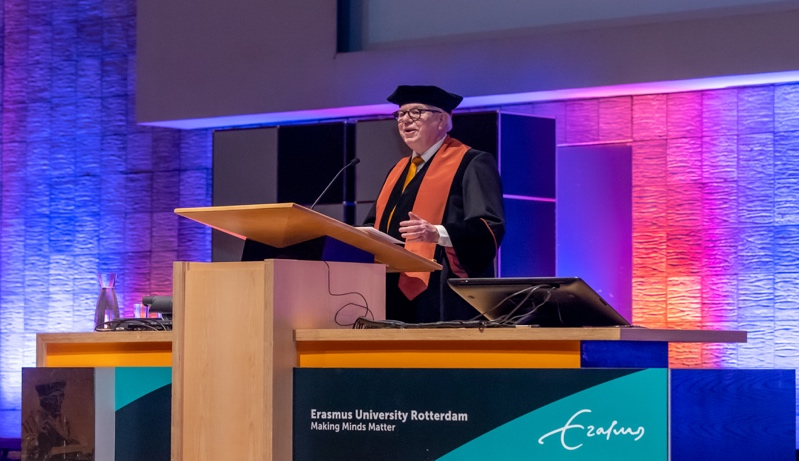 Erasmus University Rotterdam
Making Minds Matter
Erasmus